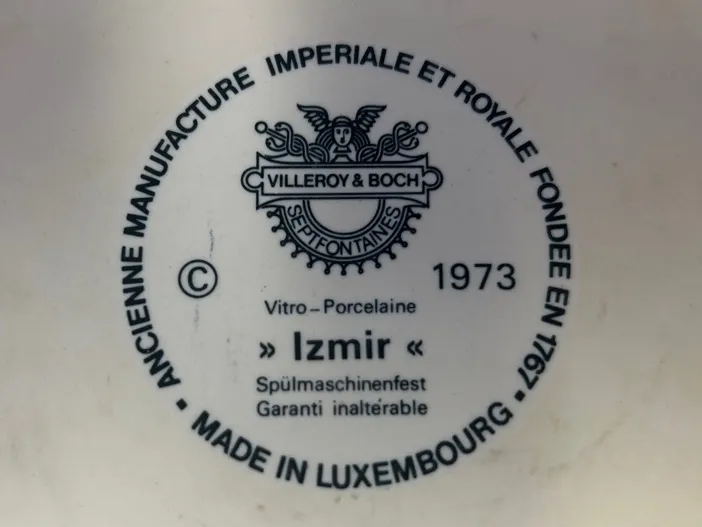 ANCIENNE MANUFACTURE IMPERIALE ET ROYALE FONDEE EN 1767
VILLEROY & BOCH
SEPTFONTAINES
© 1973
Vitro-Porcelaine
» Izmir «
Spülmaschinenfest
Garanti inaltérable
• MADE IN LUXEMBOURG •